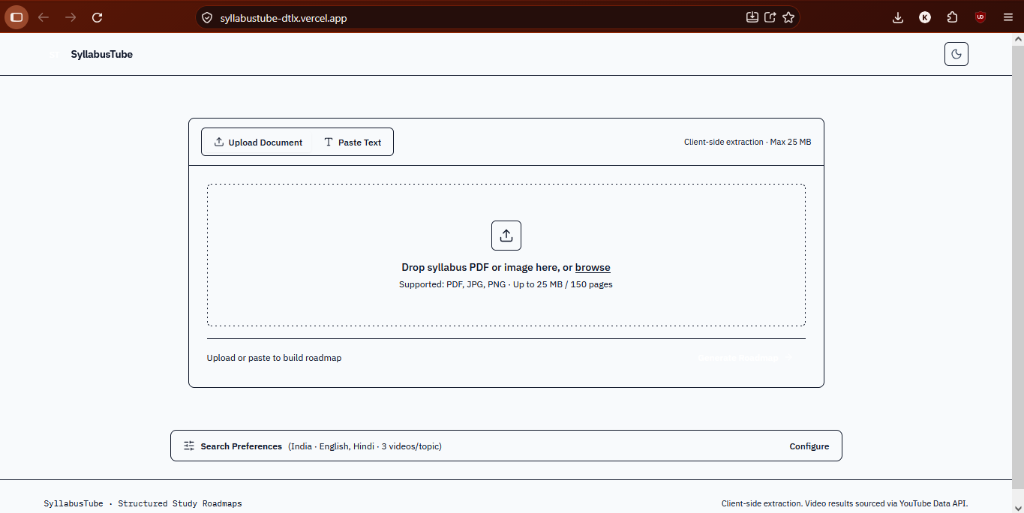 syllabustube-dtlx.vercel.app
K
UD
SyllabusTube
Upload Document
Paste Text
Client-side extraction · Max 25 MB
Drop syllabus PDF or image here, or browse
Supported: PDF, JPG, PNG · Up to 25 MB / 150 pages
Upload or paste to build roadmap
Search Preferences (India · English, Hindi · 3 videos/topic)
Configure
SyllabusTube • Structured Study Roadmaps
Client-side extraction. Video results sourced via YouTube Data API.